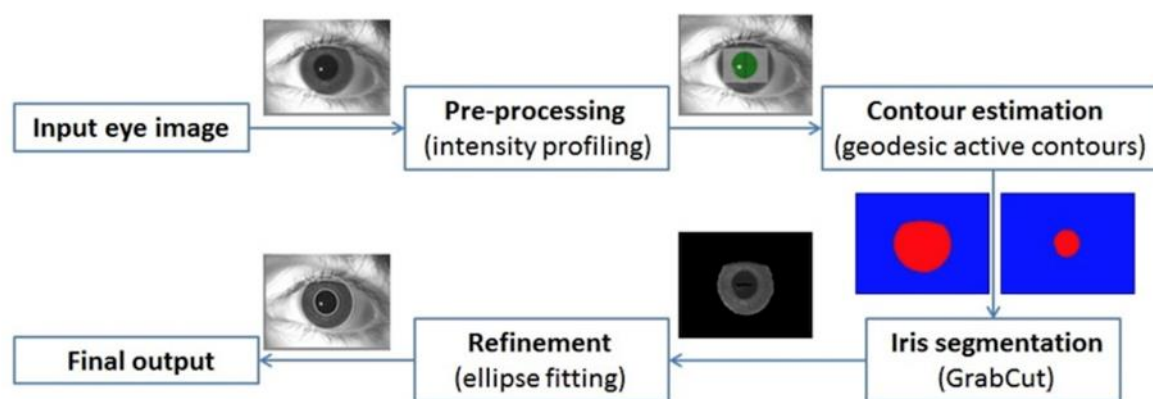 Input eye image
Pre-processing
(intensity profiling)
Contour estimation
(geodesic active contours)
Iris segmentation
(GrabCut)
Refinement
(ellipse fitting)
Final output